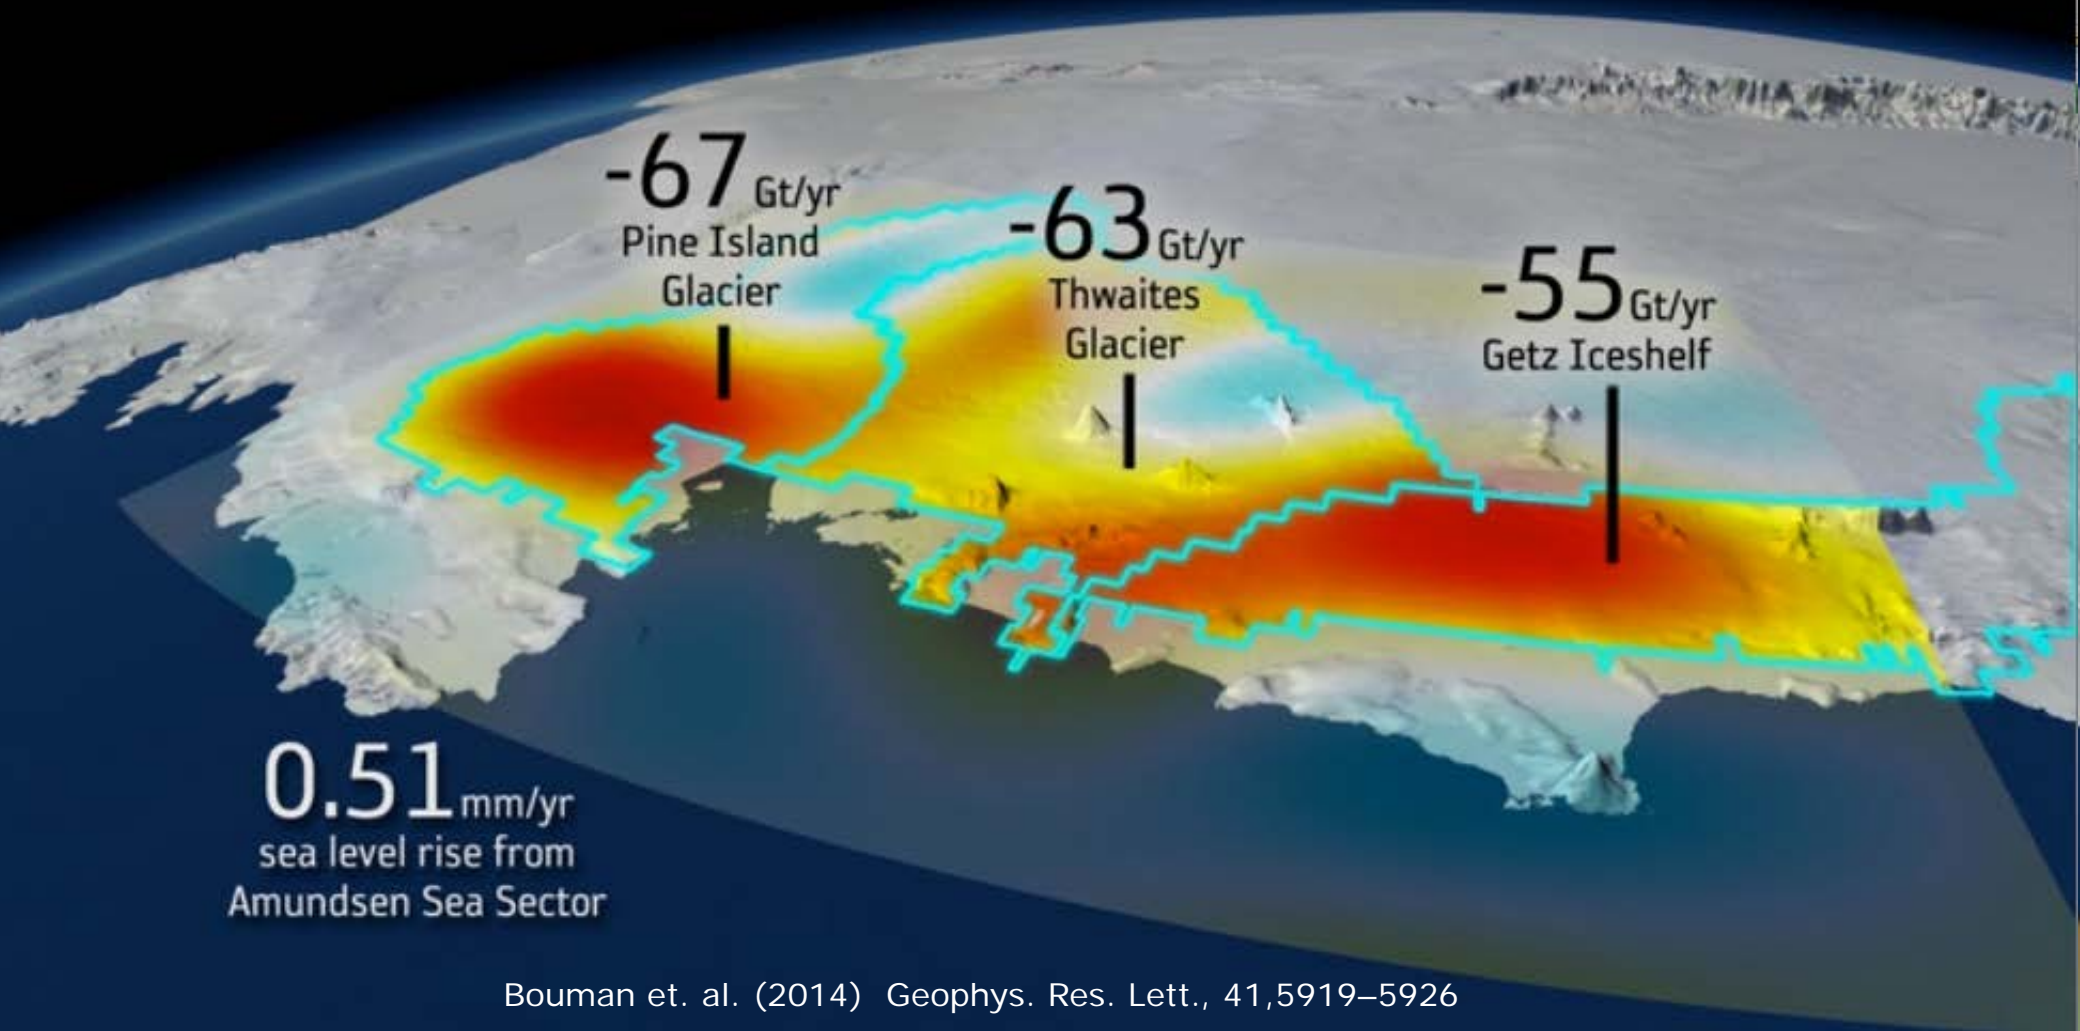 -67 Gt/yr
Pine Island
Glacier
-63 Gt/yr
Thwaites
Glacier
-55 Gt/yr
Getz Iceshelf
0.51 mm/yr
sea level rise from
Amundsen Sea Sector
Bouman et. al. (2014)  Geophys. Res. Lett., 41,5919–5926